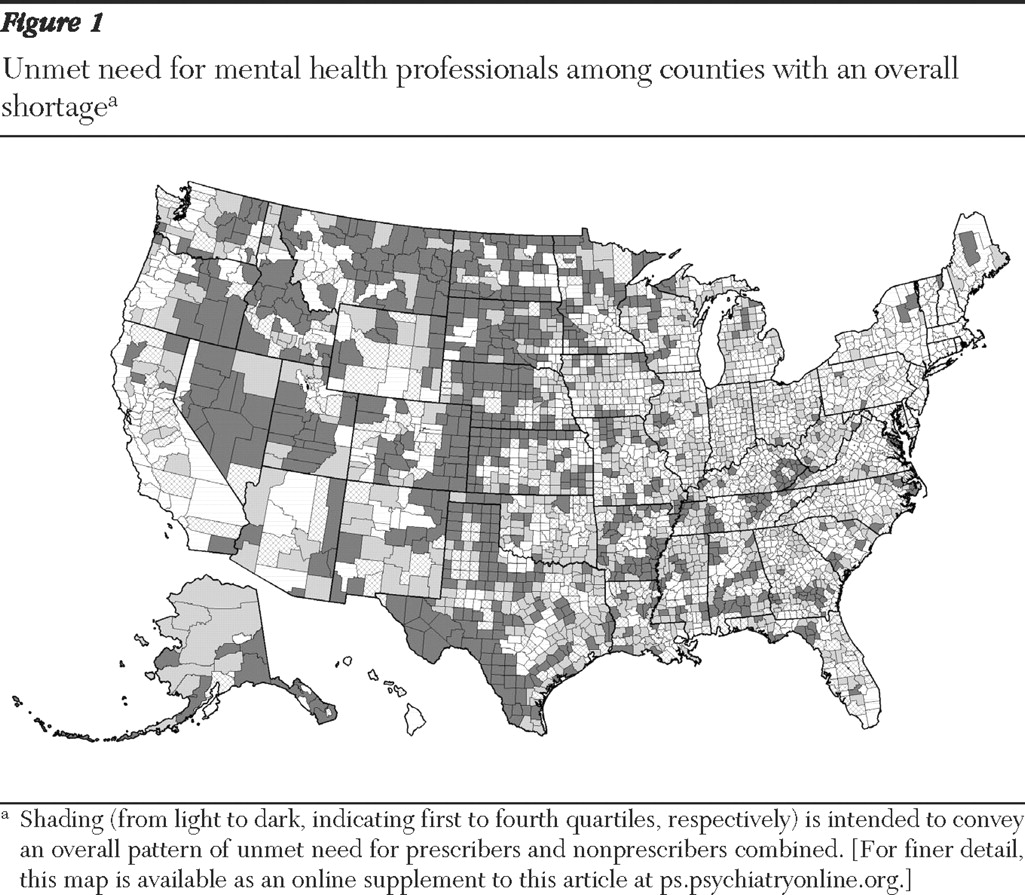 Figure 1
Unmet need for mental health professionals among counties with an overall
shortageᵃ
ᵃ Shading (from light to dark, indicating first to fourth quartiles, respectively) is intended to convey
an overall pattern of unmet need for prescribers and nonprescribers combined. [For finer detail,
this map is available as an online supplement to this article at ps.psychiatryonline.org.]